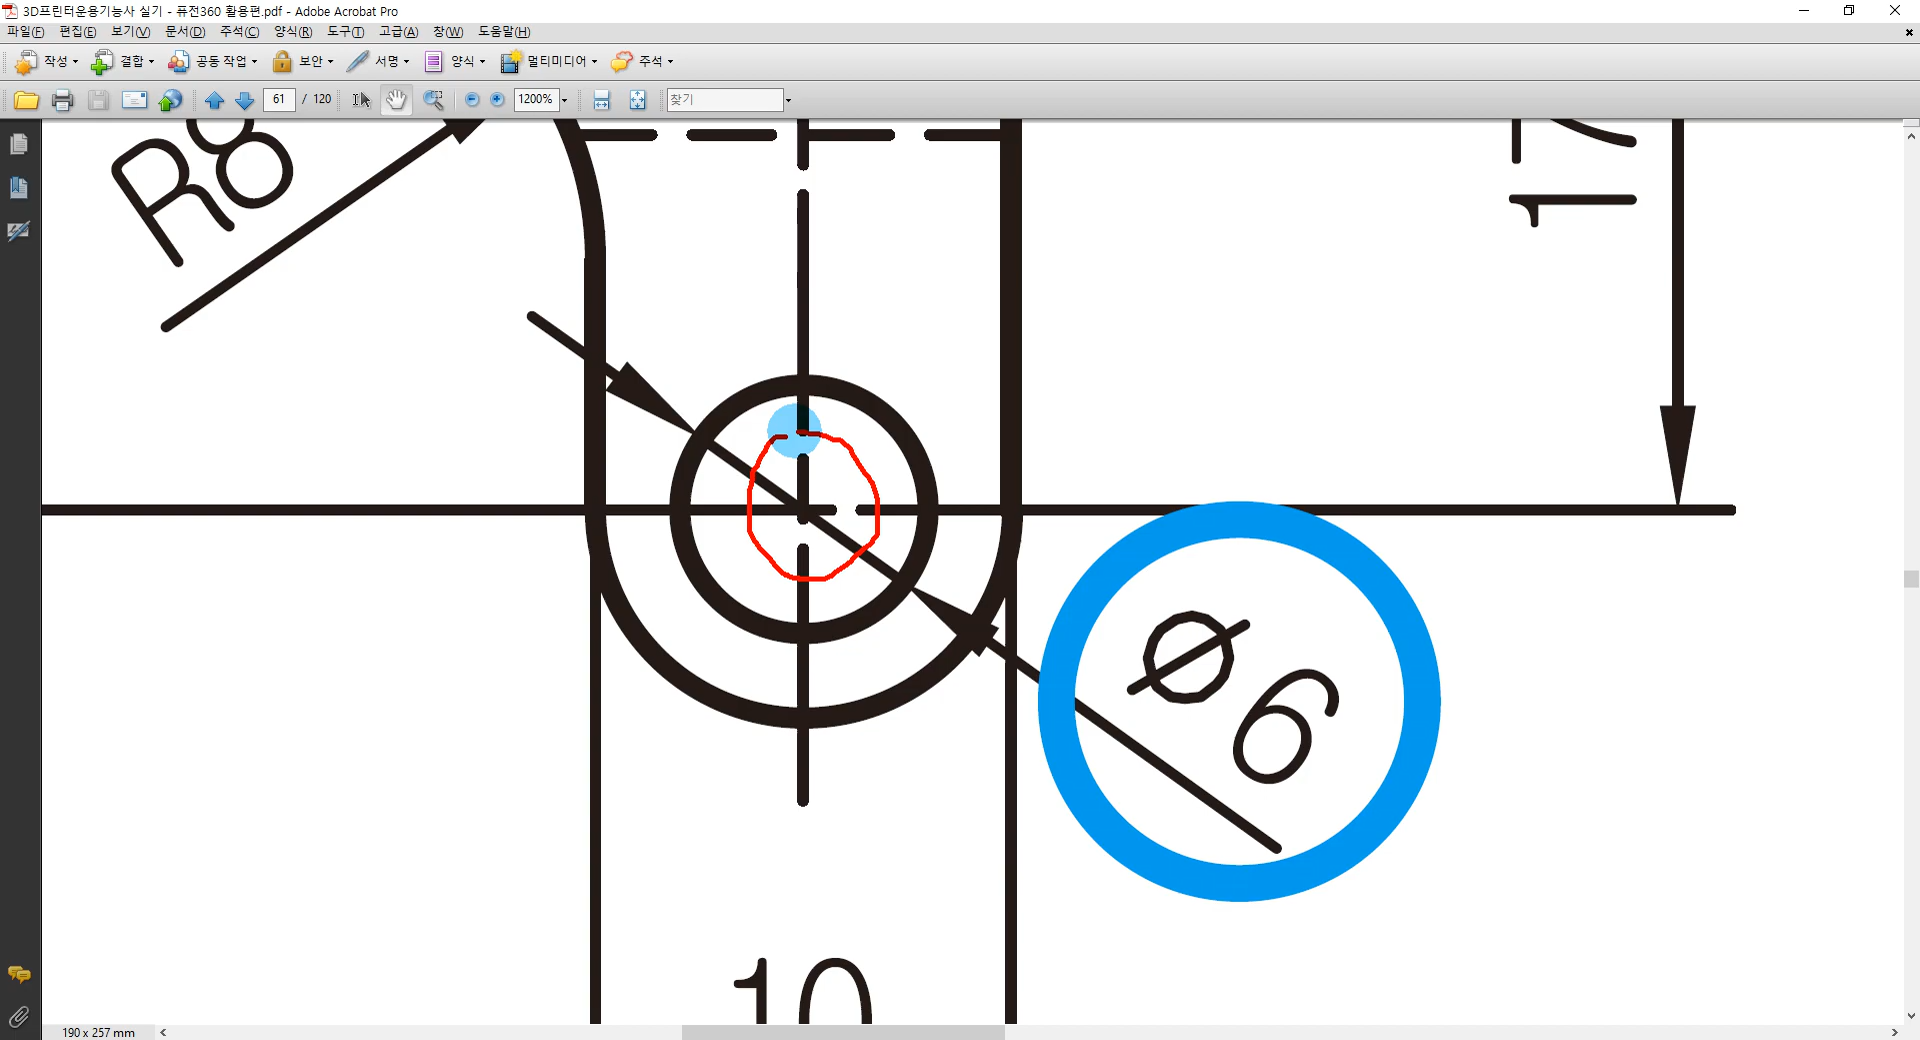 3D프린터운용기능사 실기 - 퓨전360 활용편.pdf - Adobe Acrobat Pro
파일(F) 편집(E) 보기(V) 문서(D) 주석(C) 양식(R) 도구(T) 고급(A) 창(W) 도움말(H)
작성 결합 공동 작업 보안 서명 양식 멀티미디어 주석
61 / 120 1200% 찾기
R8
17
Ø6
10
190 x 257 mm